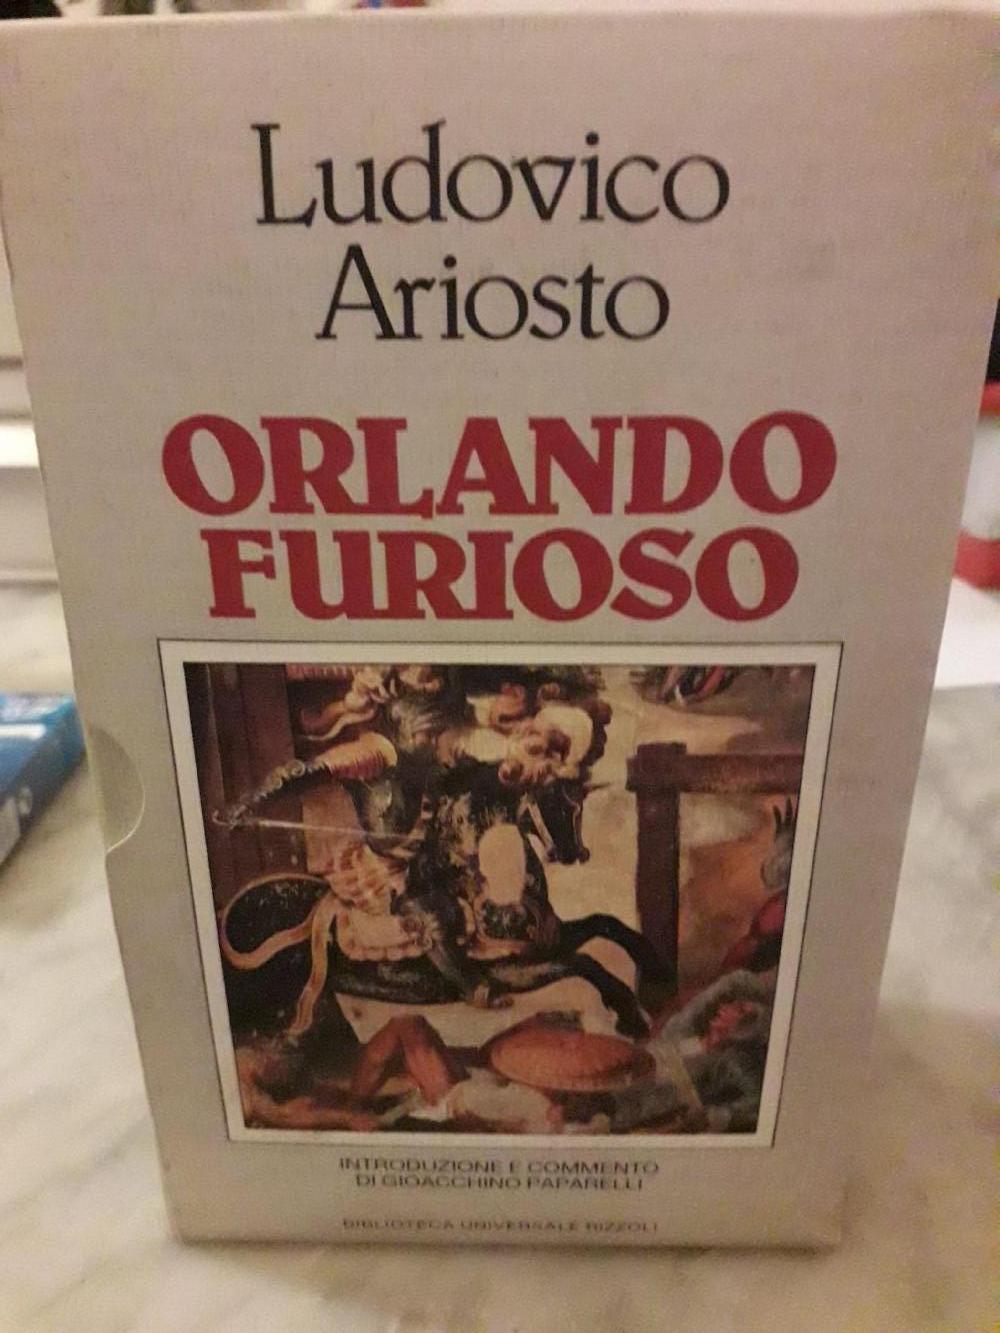 Ludovico
Ariosto
ORLANDO
FURIOSO
INTRODUZIONE E COMMENTO
DI GIOACCHINO PAPARELLI
BIBLIOTECA UNIVERSALE RIZZOLI